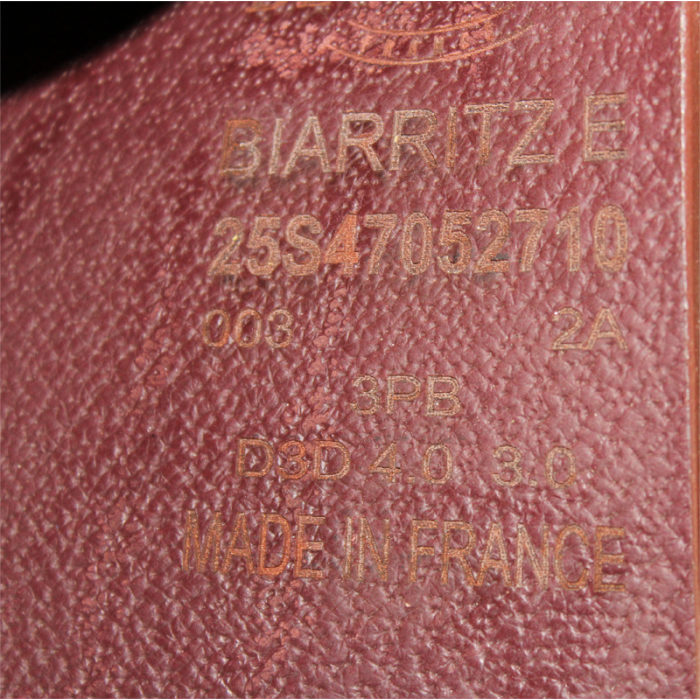 BIARRITZ E
25S47052710
003 2A
3PB
D3D 4.0 3.0
MADE IN FRANCE